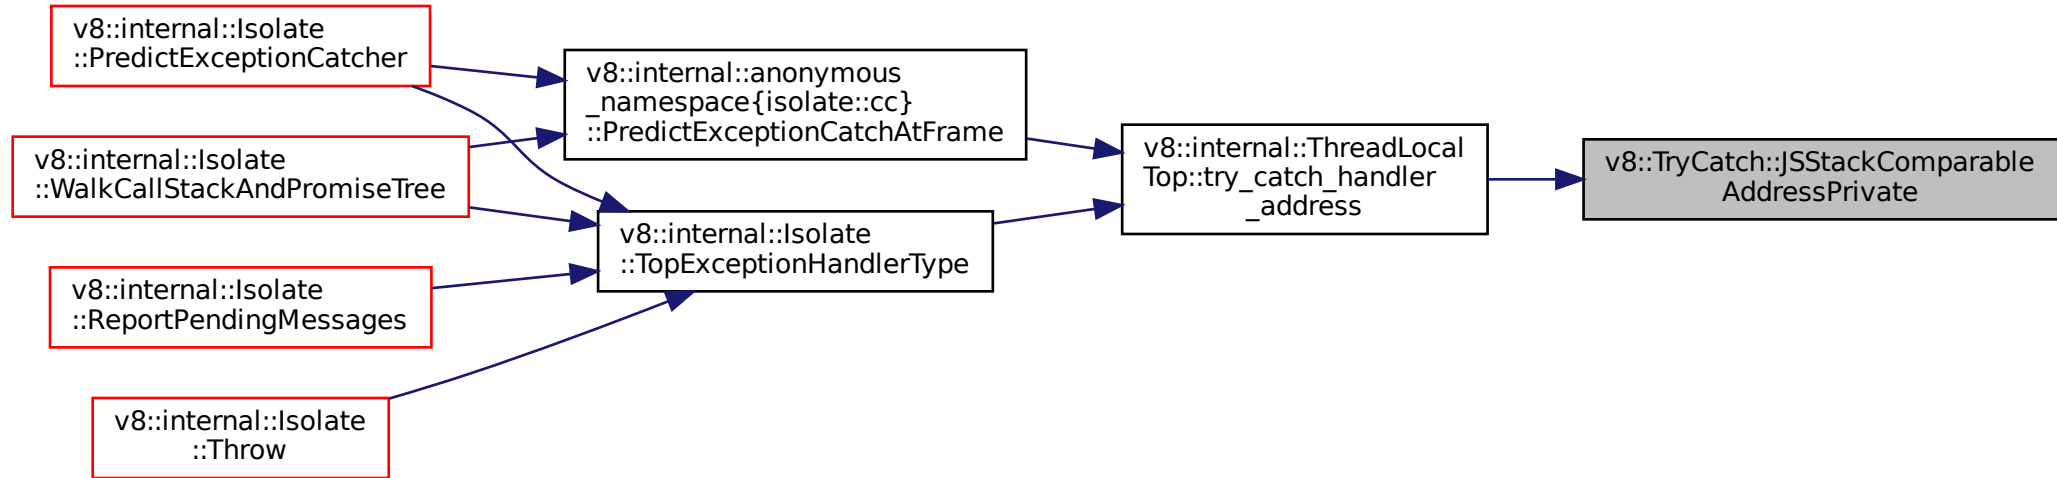 v8::internal::Isolate
::PredictExceptionCatcher
v8::internal::Isolate
::WalkCallStackAndPromiseTree
v8::internal::Isolate
::ReportPendingMessages
v8::internal::Isolate
::Throw
v8::internal::anonymous
_namespace{isolate::cc}
::PredictExceptionCatchAtFrame
v8::internal::Isolate
::TopExceptionHandlerType
v8::internal::ThreadLocal
Top::try_catch_handler
_address
v8::TryCatch::JSStackComparable
AddressPrivate